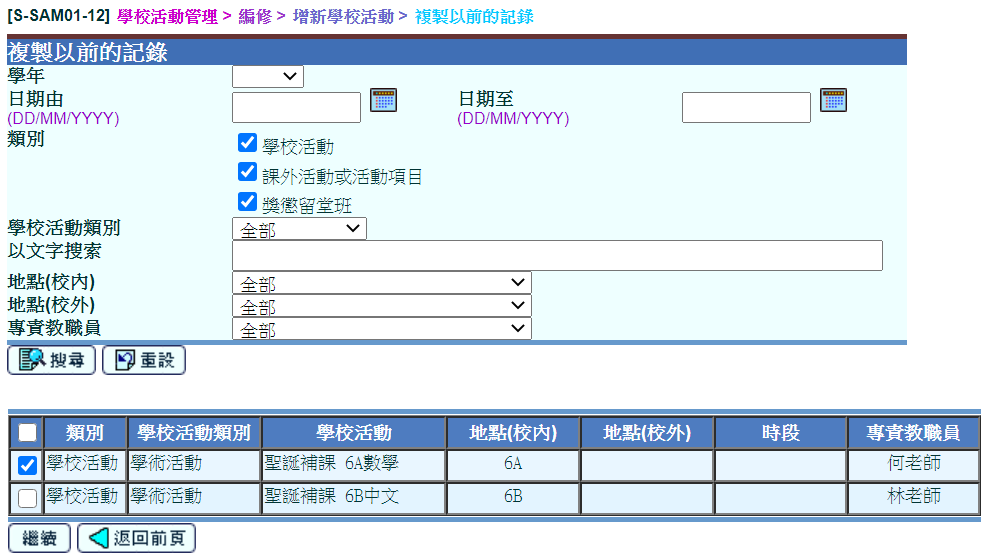 [S-SAM01-12] 學校活動管理 > 編修 > 增新學校活動 > 複製以前的記錄
複製以前的記錄
學年
日期由 日期至
(DD/MM/YYYY) (DD/MM/YYYY)
類別
學校活動
課外活動或活動項目
獎懲留堂班
學校活動類別 全部
以文字搜索
地點(校內) 全部
地點(校外) 全部
專責教職員 全部
搜尋 重設
類別 學校活動類別 學校活動 地點(校內) 地點(校外) 時段 專責教職員
學校活動 學術活動 聖誕補課 6A數學 6A 何老師
學校活動 學術活動 聖誕補課 6B中文 6B 林老師
繼續 返回前頁